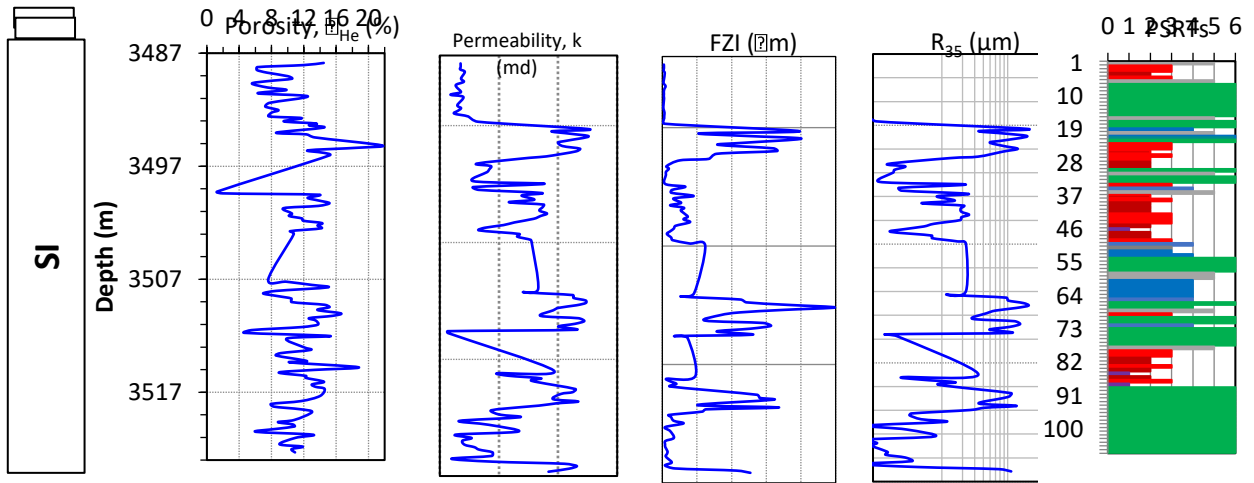 0 4 8 12 16 20
Porosity, �He (%)
Permeability, k
(md)
FZI (�m)
R35 (µm)
0 1 2 3 4 5 6
PSRTs
SI
Depth (m)
3487
3497
3507
3517
1
10
19
28
37
46
55
64
73
82
91
100